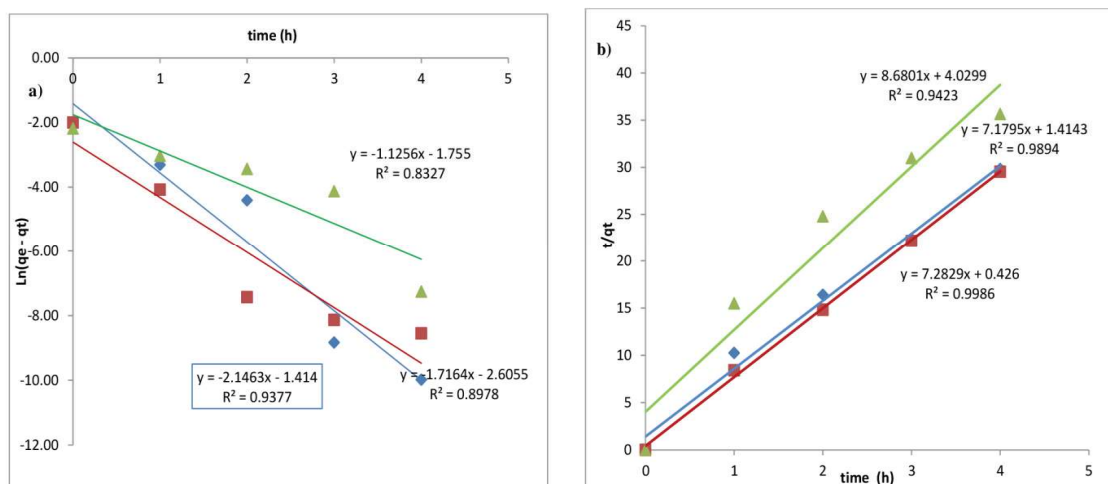 time (h)
0.00
0
1
2
3
4
5
a)
-2.00
-4.00
-6.00
-8.00
-10.00
-12.00
Ln(qe - qt)
y = -1.1256x - 1.755
R² = 0.8327
y = -2.1463x - 1.414
R² = 0.9377
y = -1.7164x - 2.6055
R² = 0.8978
b)
45
40
35
30
25
20
15
10
5
0
t/qt
y = 8.6801x + 4.0299
R² = 0.9423
y = 7.1795x + 1.4143
R² = 0.9894
y = 7.2829x + 0.426
R² = 0.9986
0
1
2
3
4
5
time (h)